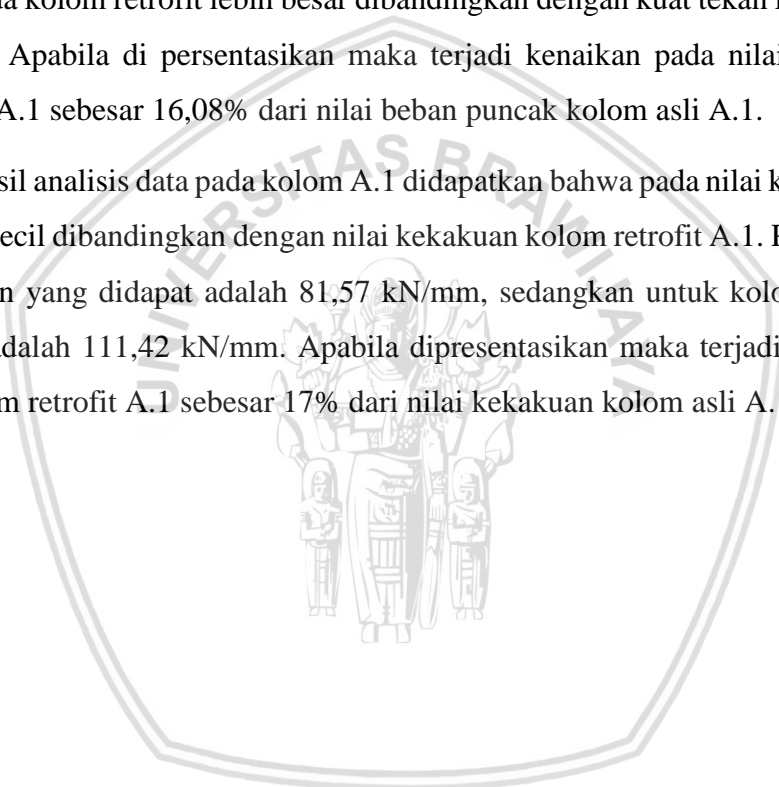 kolom retrofit lebih besar dibandingkan dengan kuat tekan
Apabila di persentasikan maka terjadi kenaikan pada nilai
A.1 sebesar 16,08% dari nilai beban puncak kolom asli A.1.
sil analisis data pada kolom A.1 didapatkan bahwa pada nilai k
ecil dibandingkan dengan nilai kekakuan kolom retrofit A.1.
n yang didapat adalah 81,57 kN/mm, sedangkan untuk kolo
adalah 111,42 kN/mm. Apabila dipresentasikan maka terjadi
m retrofit A.1 sebesar 17% dari nilai kekakuan kolom asli A.
UNIVERSITAS BRAWIJAYA